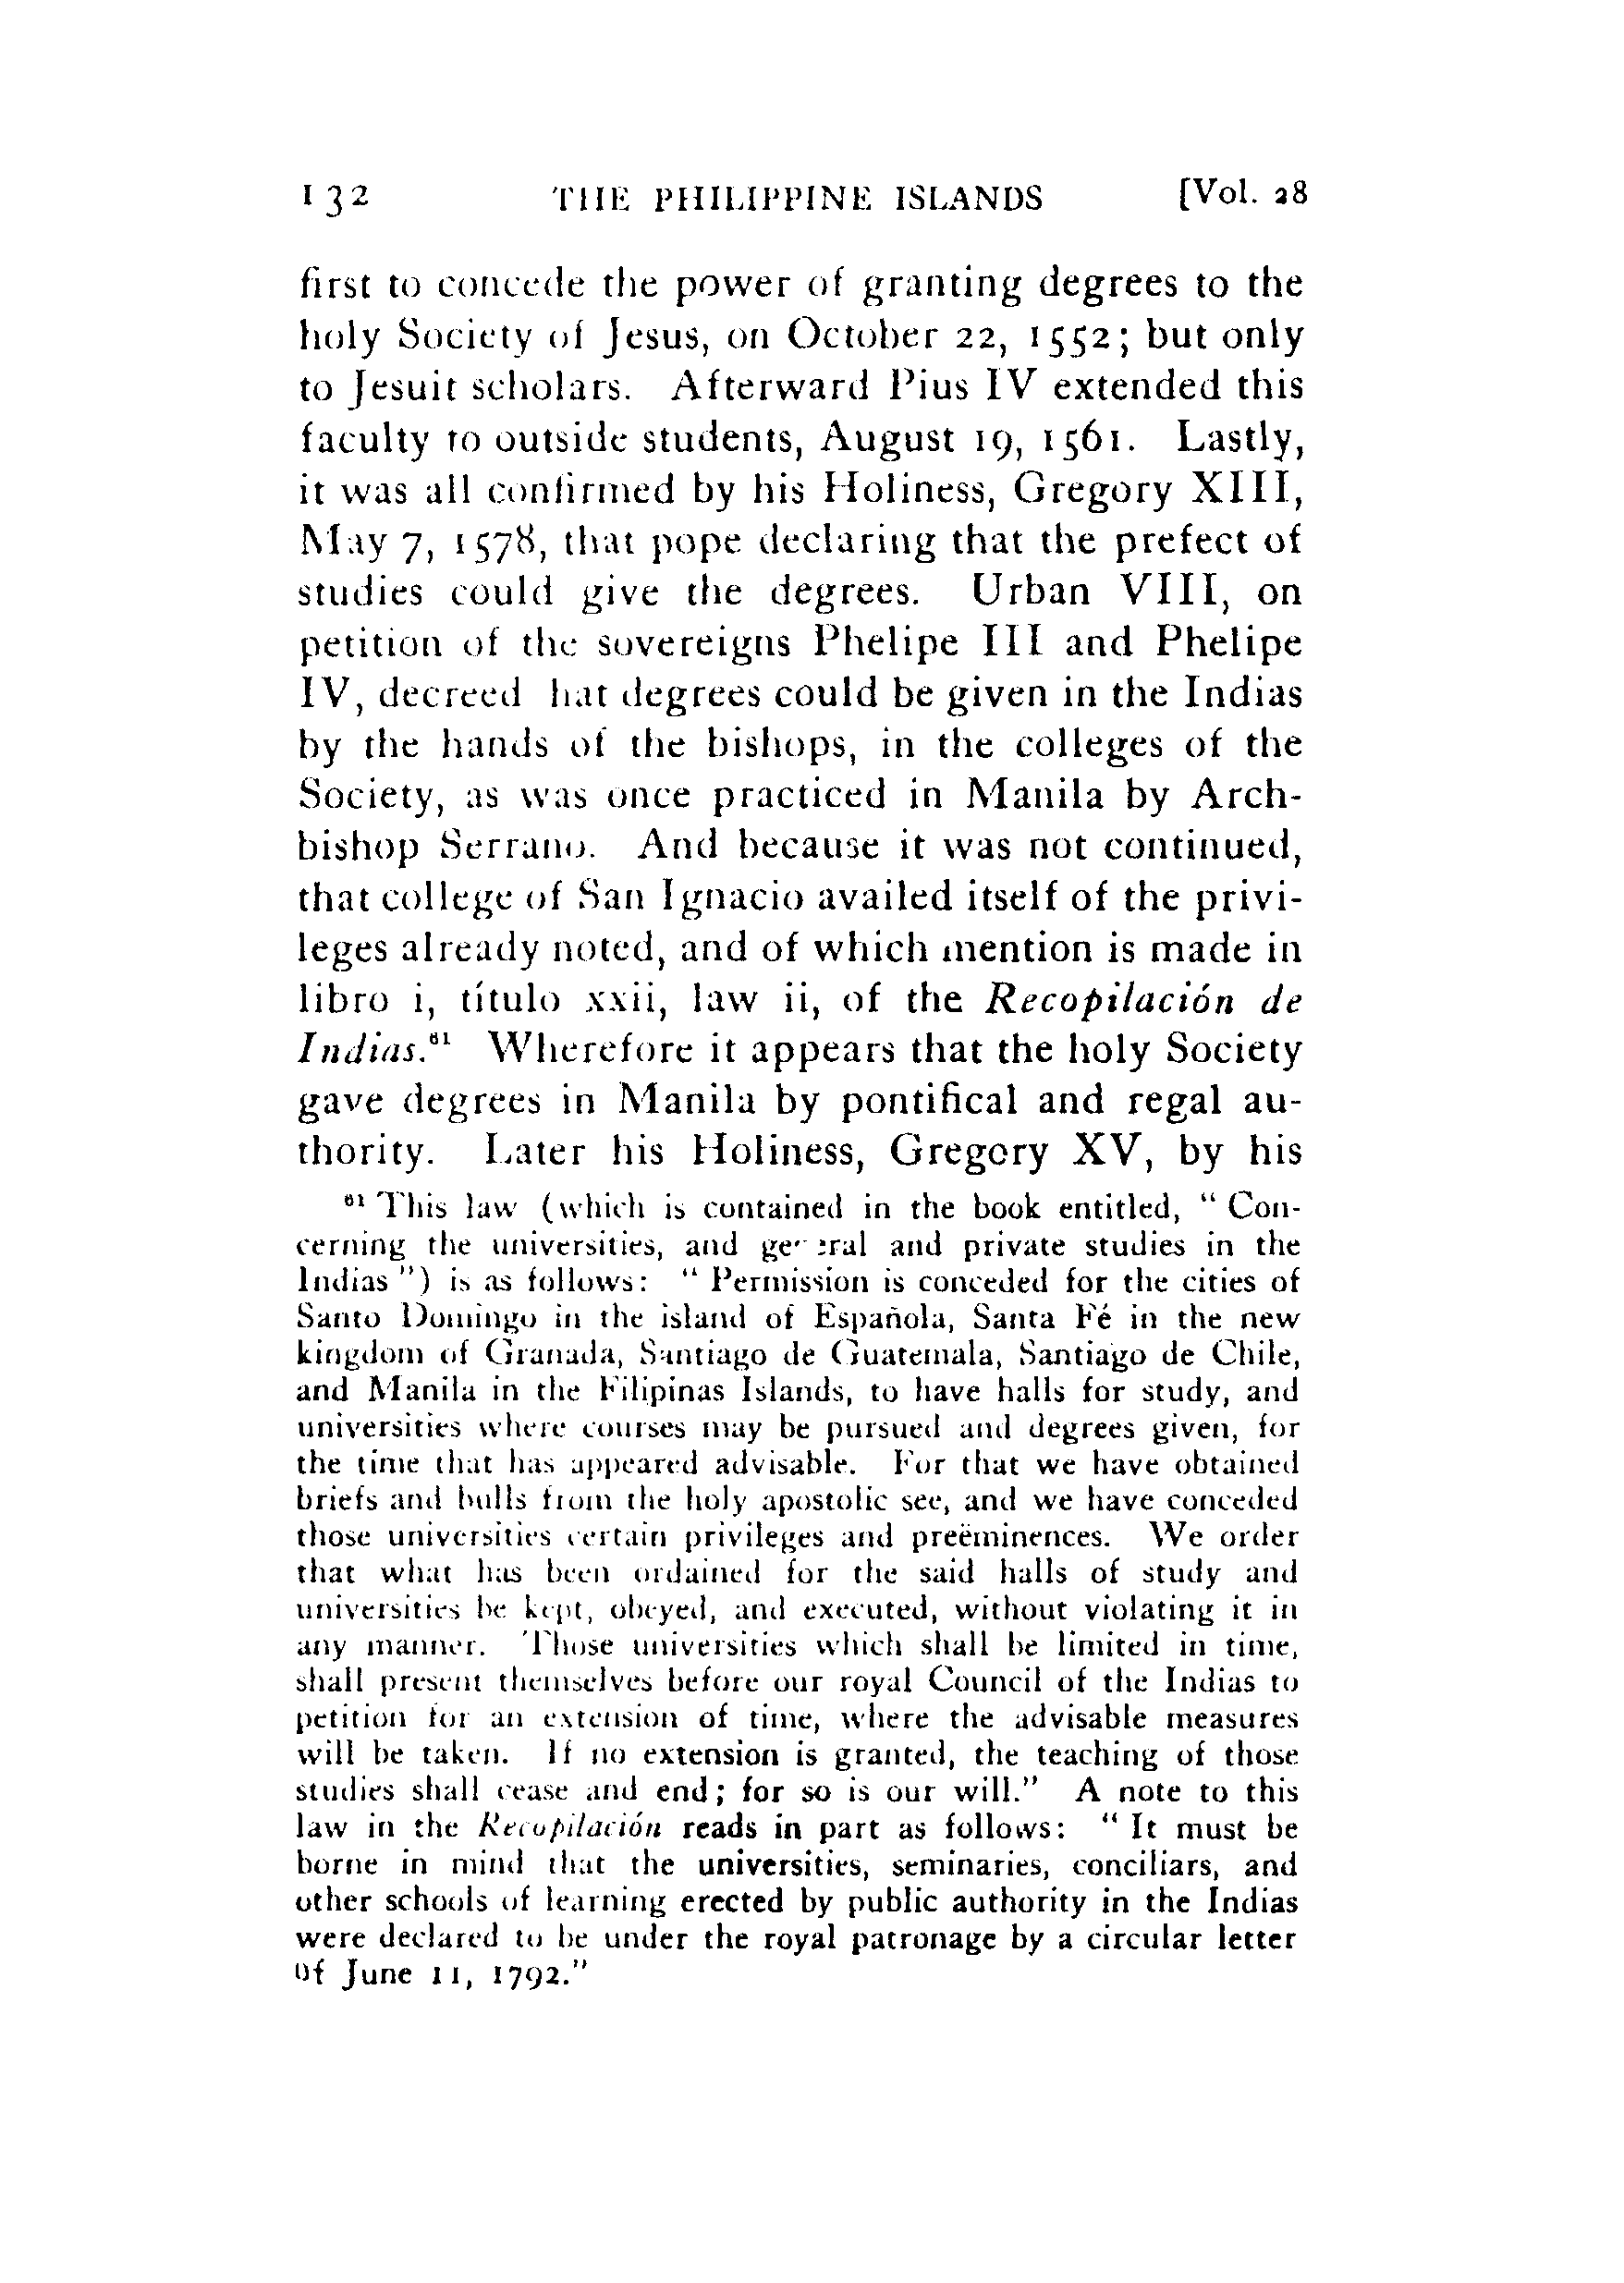 132 THE PHILIPPINE ISLANDS [Vol. 28
first to concede the power of granting degrees to the
holy Society of Jesus, on October 22, 1552; but only
to Jesuit scholars. Afterward Pius IV extended this
faculty to outside students, August 19, 1561. Lastly,
it was all confirmed by his Holiness, Gregory XIII,
May 7, 1578, that pope declaring that the prefect of
studies could give the degrees. Urban VIII, on
petition of the sovereigns Phelipe III and Phelipe
IV, decreed hat degrees could be given in the Indias
by the hands of the bishops, in the colleges of the
Society, as was once practiced in Manila by Arch-
bishop Serrano. And because it was not continued,
that college of San Ignacio availed itself of the privi-
leges already noted, and of which mention is made in
libro i, título xxii, law ii, of the Recopilación de
Indias.⁶¹ Wherefore it appears that the holy Society
gave degrees in Manila by pontifical and regal au-
thority. Later his Holiness, Gregory XV, by his
⁶¹ This law (which is contained in the book entitled, “ Con-
cerning the universities, and general and private studies in the
Indias ”) is as follows: “ Permission is conceded for the cities of
Santo Domingo in the island of Española, Santa Fé in the new
kingdom of Granada, Santiago de Guatemala, Santiago de Chile,
and Manila in the Filipinas Islands, to have halls for study, and
universities where courses may be pursued and degrees given, for
the time that has appeared advisable. For that we have obtained
briefs and bulls from the holy apostolic see, and we have conceded
those universities certain privileges and preëminences. We order
that what has been ordained for the said halls of study and
universities be kept, obeyed, and executed, without violating it in
any manner. Those universities which shall be limited in time,
shall present themselves before our royal Council of the Indias to
petition for an extension of time, where the advisable measures
will be taken. If no extension is granted, the teaching of those
studies shall cease and end; for so is our will.” A note to this
law in the Recopilación reads in part as follows: “ It must be
borne in mind that the universities, seminaries, conciliars, and
other schools of learning erected by public authority in the Indias
were declared to be under the royal patronage by a circular letter
of June 11, 1792.”